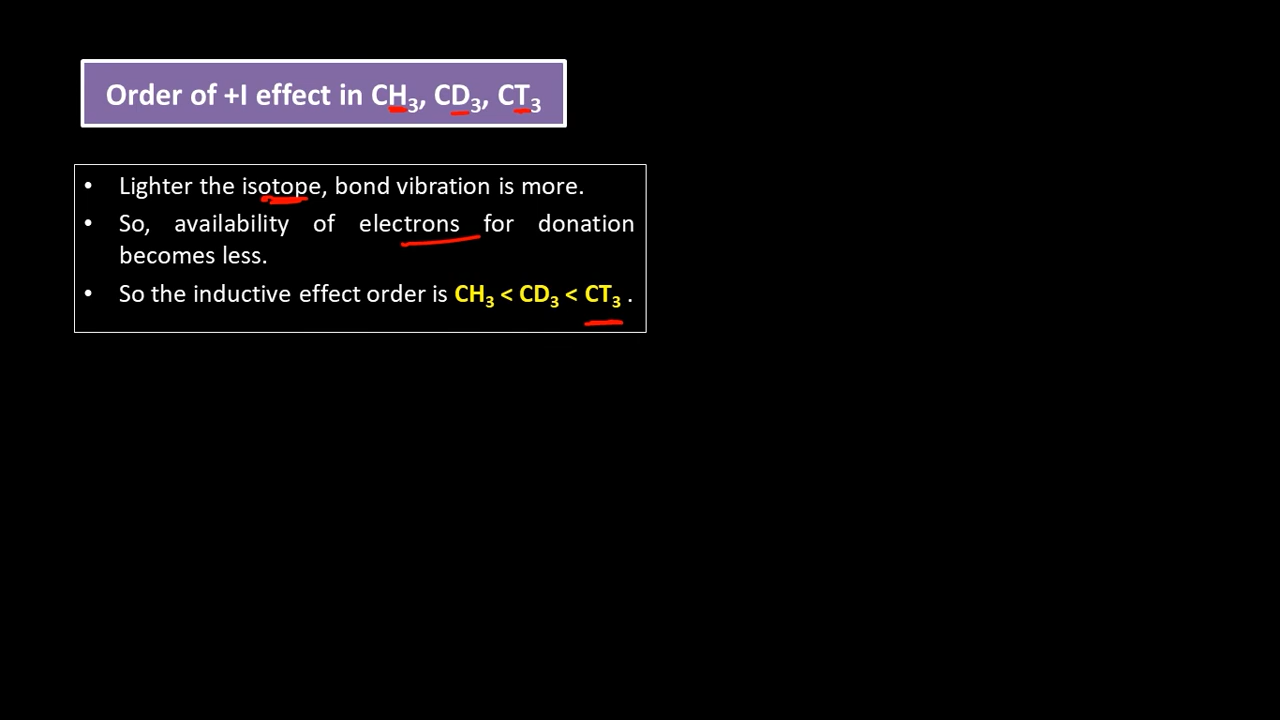 Order of +I effect in CH₃, CD₃, CT₃
• Lighter the isotope, bond vibration is more.
• So, availability of electrons for donation
becomes less.
• So the inductive effect order is CH₃ < CD₃ < CT₃ .